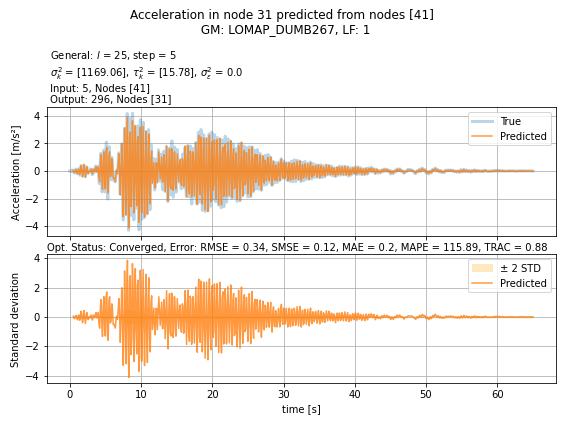 Acceleration in node 31 predicted from nodes [41]
GM: LOMAP_DUMB267, LF: 1
General: l = 25, step = 5
σ²ₖ = [1169.06], τ²ₖ = [15.78], σ²ε = 0.0
Input: 5, Nodes [41]
Output: 296, Nodes [31]
Acceleration [m/s²]
4
2
0
−2
−4
True
Predicted
Opt. Status: Converged, Error: RMSE = 0.34, SMSE = 0.12, MAE = 0.2, MAPE = 115.89, TRAC = 0.88
Standard deviation
4
2
0
−2
−4
± 2 STD
Predicted
0 10 20 30 40 50 60
time [s]